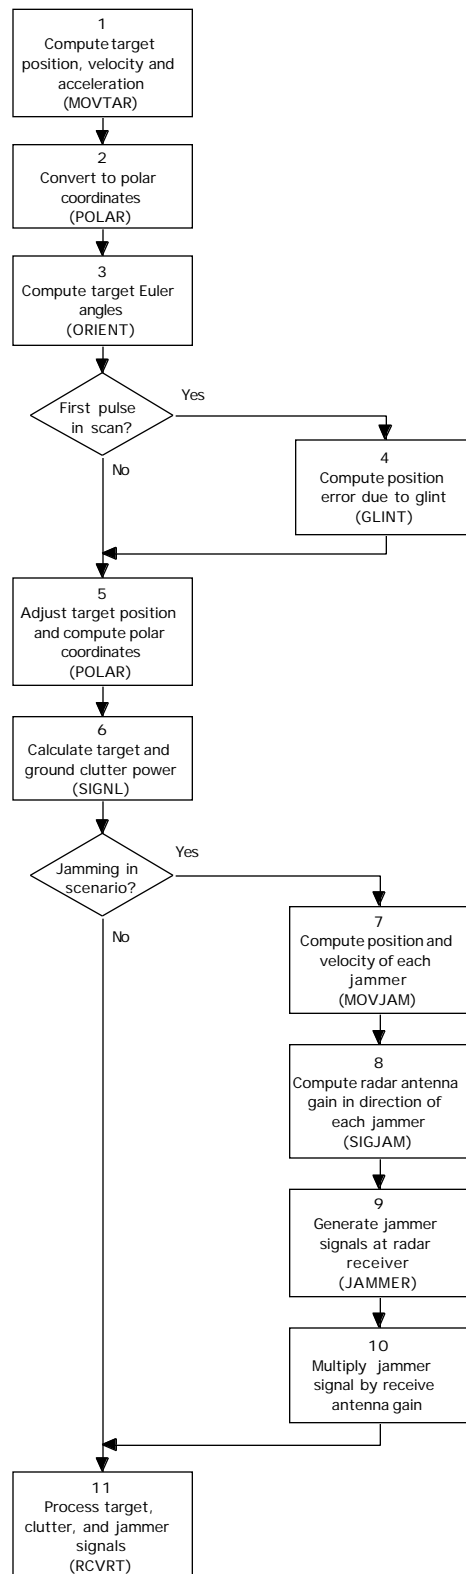 1
Compute target
position, velocity and
acceleration
(MOVTAR)
2
Convert to polar
coordinates
(POLAR)
3
Compute target Euler
angles
(ORIENT)
First pulse
in scan?
Yes
No
4
Compute position
error due to glint
(GLINT)
5
Adjust target position
and compute polar
coordinates
(POLAR)
6
Calculate target and
ground clutter power
(SIGNL)
Jamming in
scenario?
Yes
No
7
Compute position and
velocity of each
jammer
(MOVJAM)
8
Compute radar antenna
gain in direction of
each jammer
(SIGJAM)
9
Generate jammer
signals at radar
receiver
(JAMMER)
10
Multiply jammer
signal by receive
antenna gain
11
Process target,
clutter, and jammer
signals
(RCVRT)